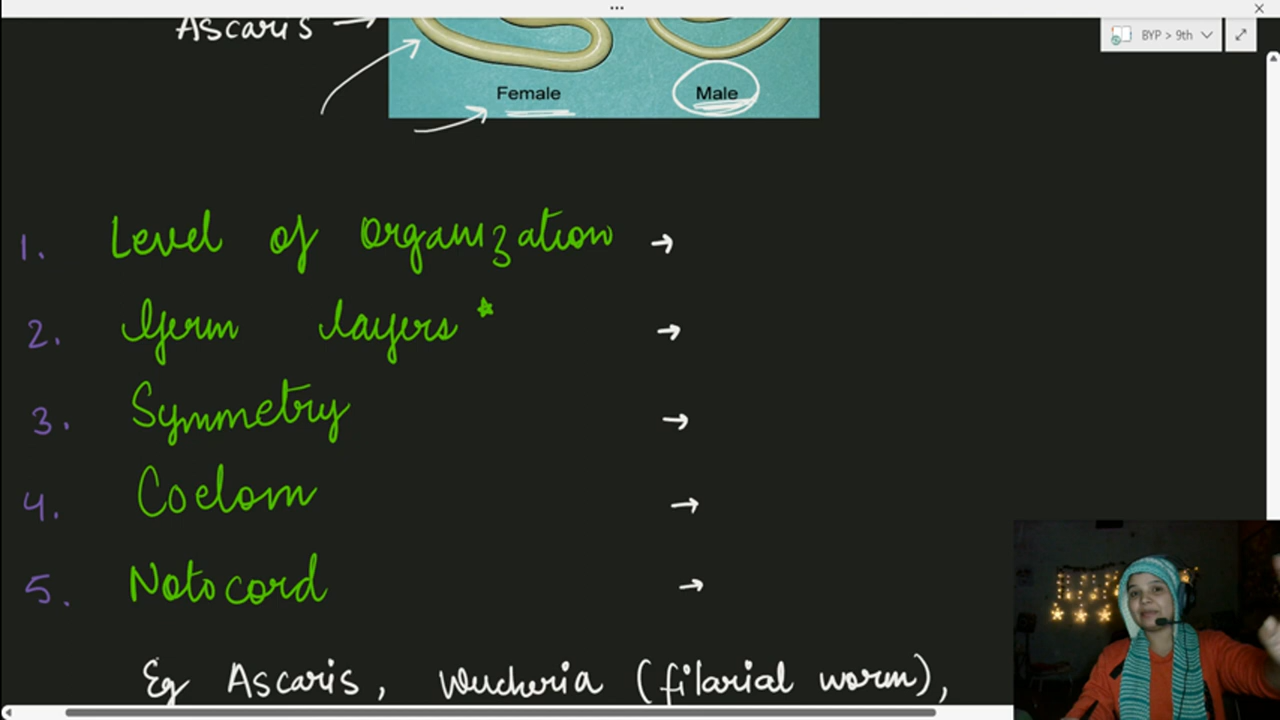 Ascaris →
BYP > 9th
Female Male
1. Level of Organization →
2. Germ layers* →
3. Symmetry →
4. Coelom →
5. Notocord →
Eg Ascaris, Wucheria (filarial worm),